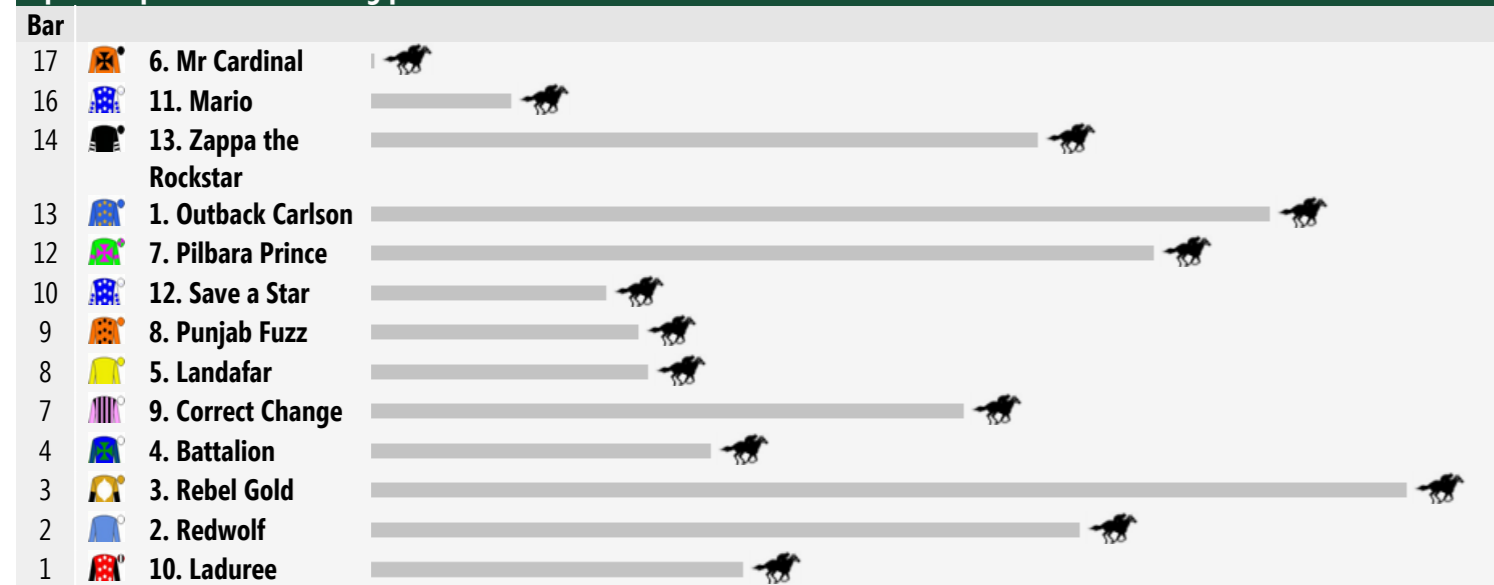 Bar
17 6. Mr Cardinal
16 11. Mario
14 13. Zappa the
Rockstar
13 1. Outback Carlson
12 7. Pilbara Prince
10 12. Save a Star
9 8. Punjab Fuzz
8 5. Landafar
7 9. Correct Change
4 4. Battalion
3 3. Rebel Gold
2 2. Redwolf
1 10. Laduree